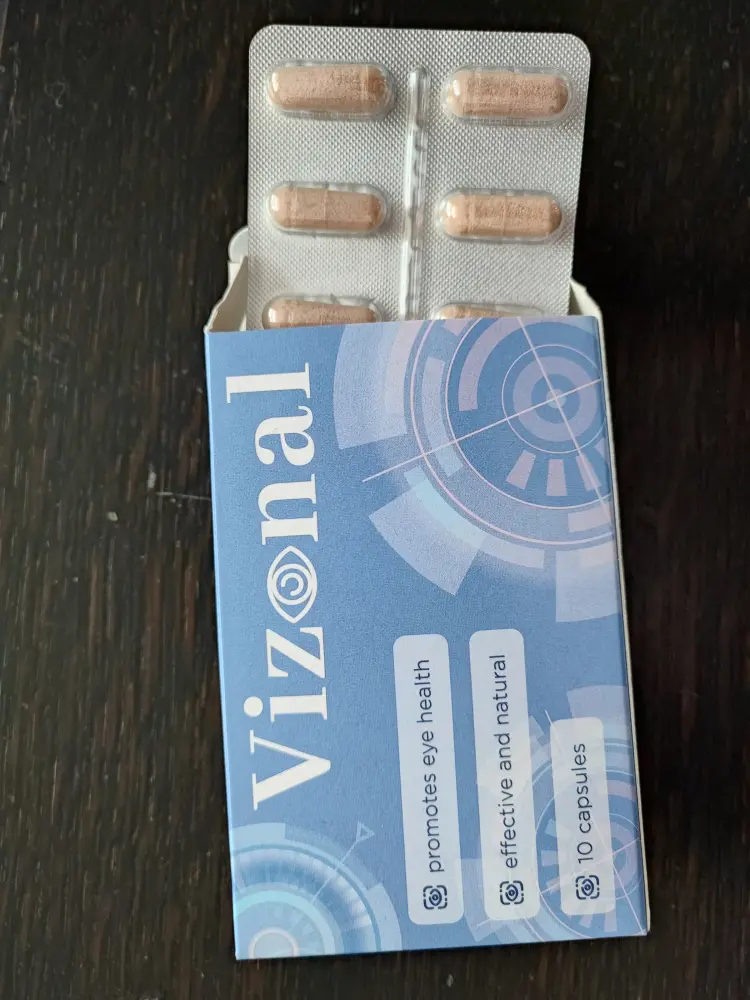 Vizonal
promotes eye health
effective and natural
10 capsules